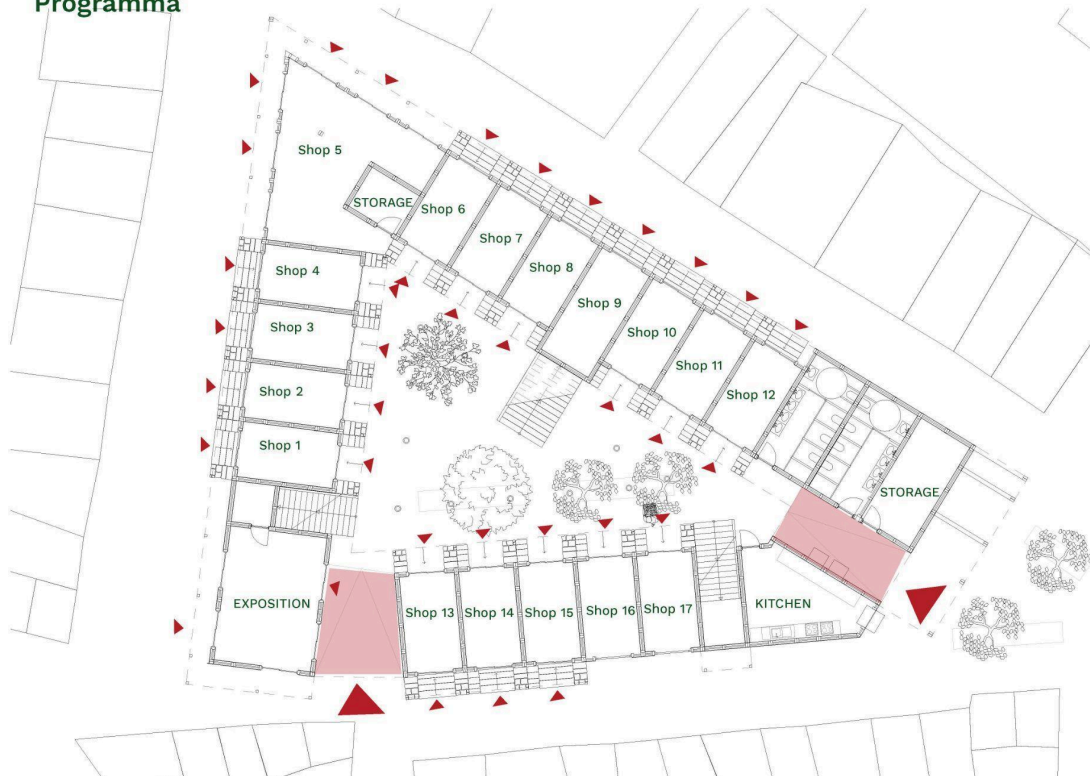 Programma
Shop 5
STORAGE
Shop 6
Shop 7
Shop 4
Shop 8
Shop 9
Shop 3
Shop 10
Shop 11
Shop 2
Shop 12
Shop 1
STORAGE
EXPOSITION
Shop 13
Shop 14
Shop 15
Shop 16
Shop 17
KITCHEN